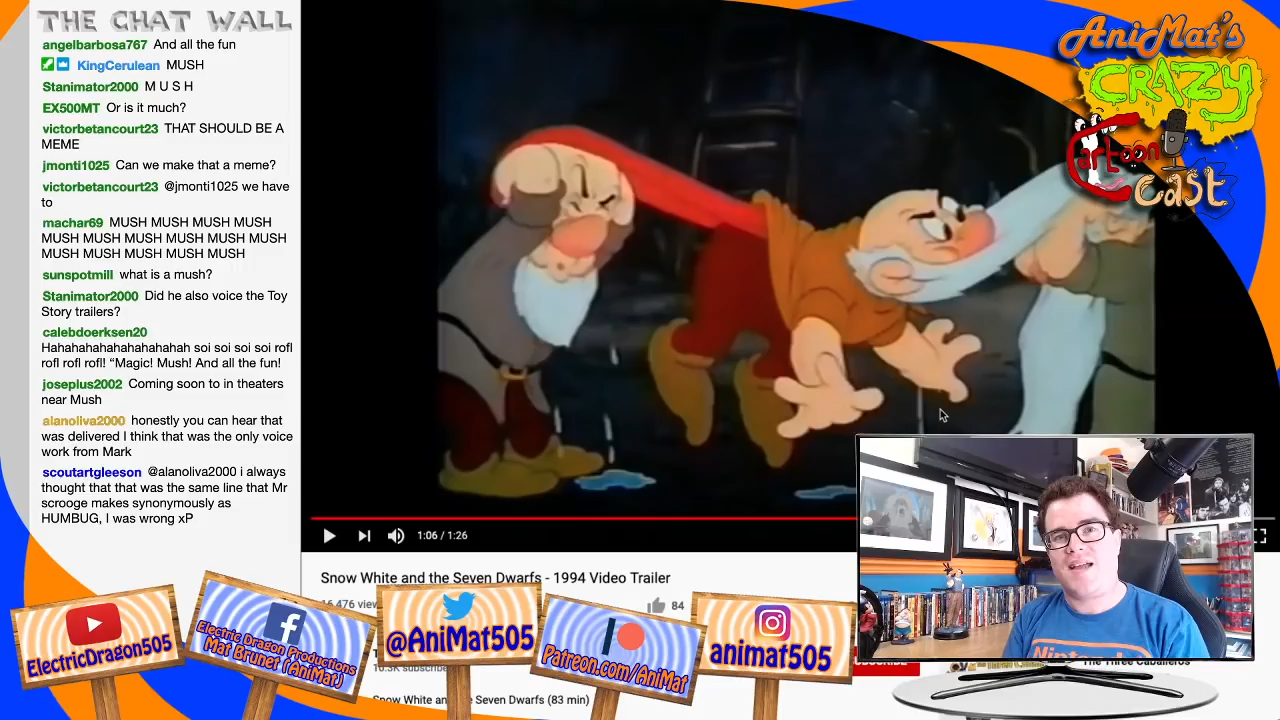 THE CHAT WALL
angelbarbosa767 And all the fun
KingCerulean MUSH
Stanimator2000 M U S H
EX500MT Or is it much?
victorbetancourt23 THAT SHOULD BE A
MEME
jmonti1025 Can we make that a meme?
victorbetancourt23 @jmonti1025 we have
to
machar69 MUSH MUSH MUSH MUSH
MUSH MUSH MUSH MUSH MUSH MUSH
MUSH MUSH MUSH MUSH MUSH
sunspotmill what is a mush?
Stanimator2000 Did he also voice the Toy
Story trailers?
calebdoerksen20
Hahahahahahahahahah soi soi soi soi rofl
rofl rofl rofl! “Magic! Mush! And all the fun!
joseplus2002 Coming soon to in theaters
near Mush
alanoliva2000 honestly you can hear that
was delivered I think that was the only voice
work from Mark
scoutartgleeson @alanoliva2000 i always
thought that that was the same line that Mr
scrooge makes synonymously as
HUMBUG, I was wrong xP
AniMat's
CRAZY
Cartoon
Cast
1:06 / 1:26
Snow White and the Seven Dwarfs - 1994 Video Trailer
16,476
84
Snow White and the Seven Dwarfs (83 min)
The Three Caballeros
Nintendo
ElectricDragon505
Electric Dragon Productions
Mat Brunet (AniMat)
@AniMat505
Patreon.com/AniMat
animat505